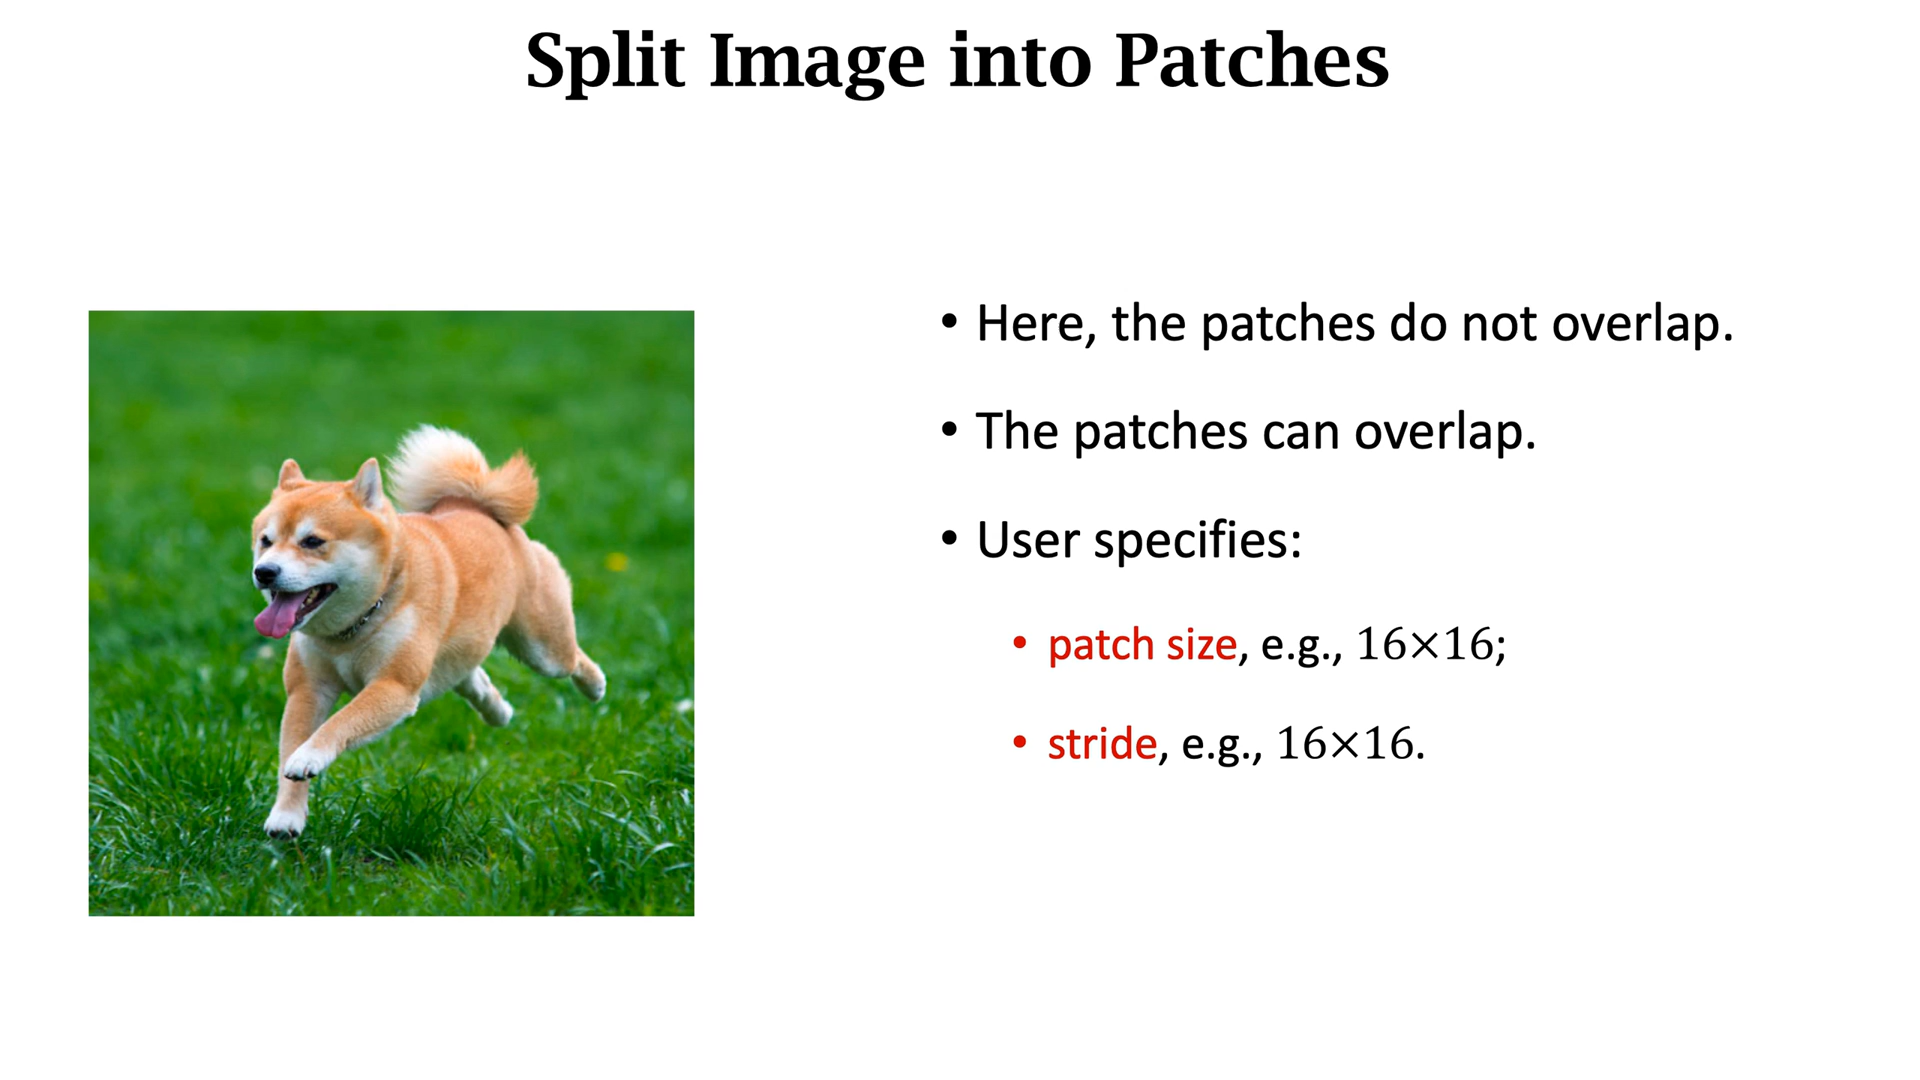 Split Image into Patches
• Here, the patches do not overlap.
• The patches can overlap.
• User specifies:
• patch size, e.g., 16×16;
• stride, e.g., 16×16.